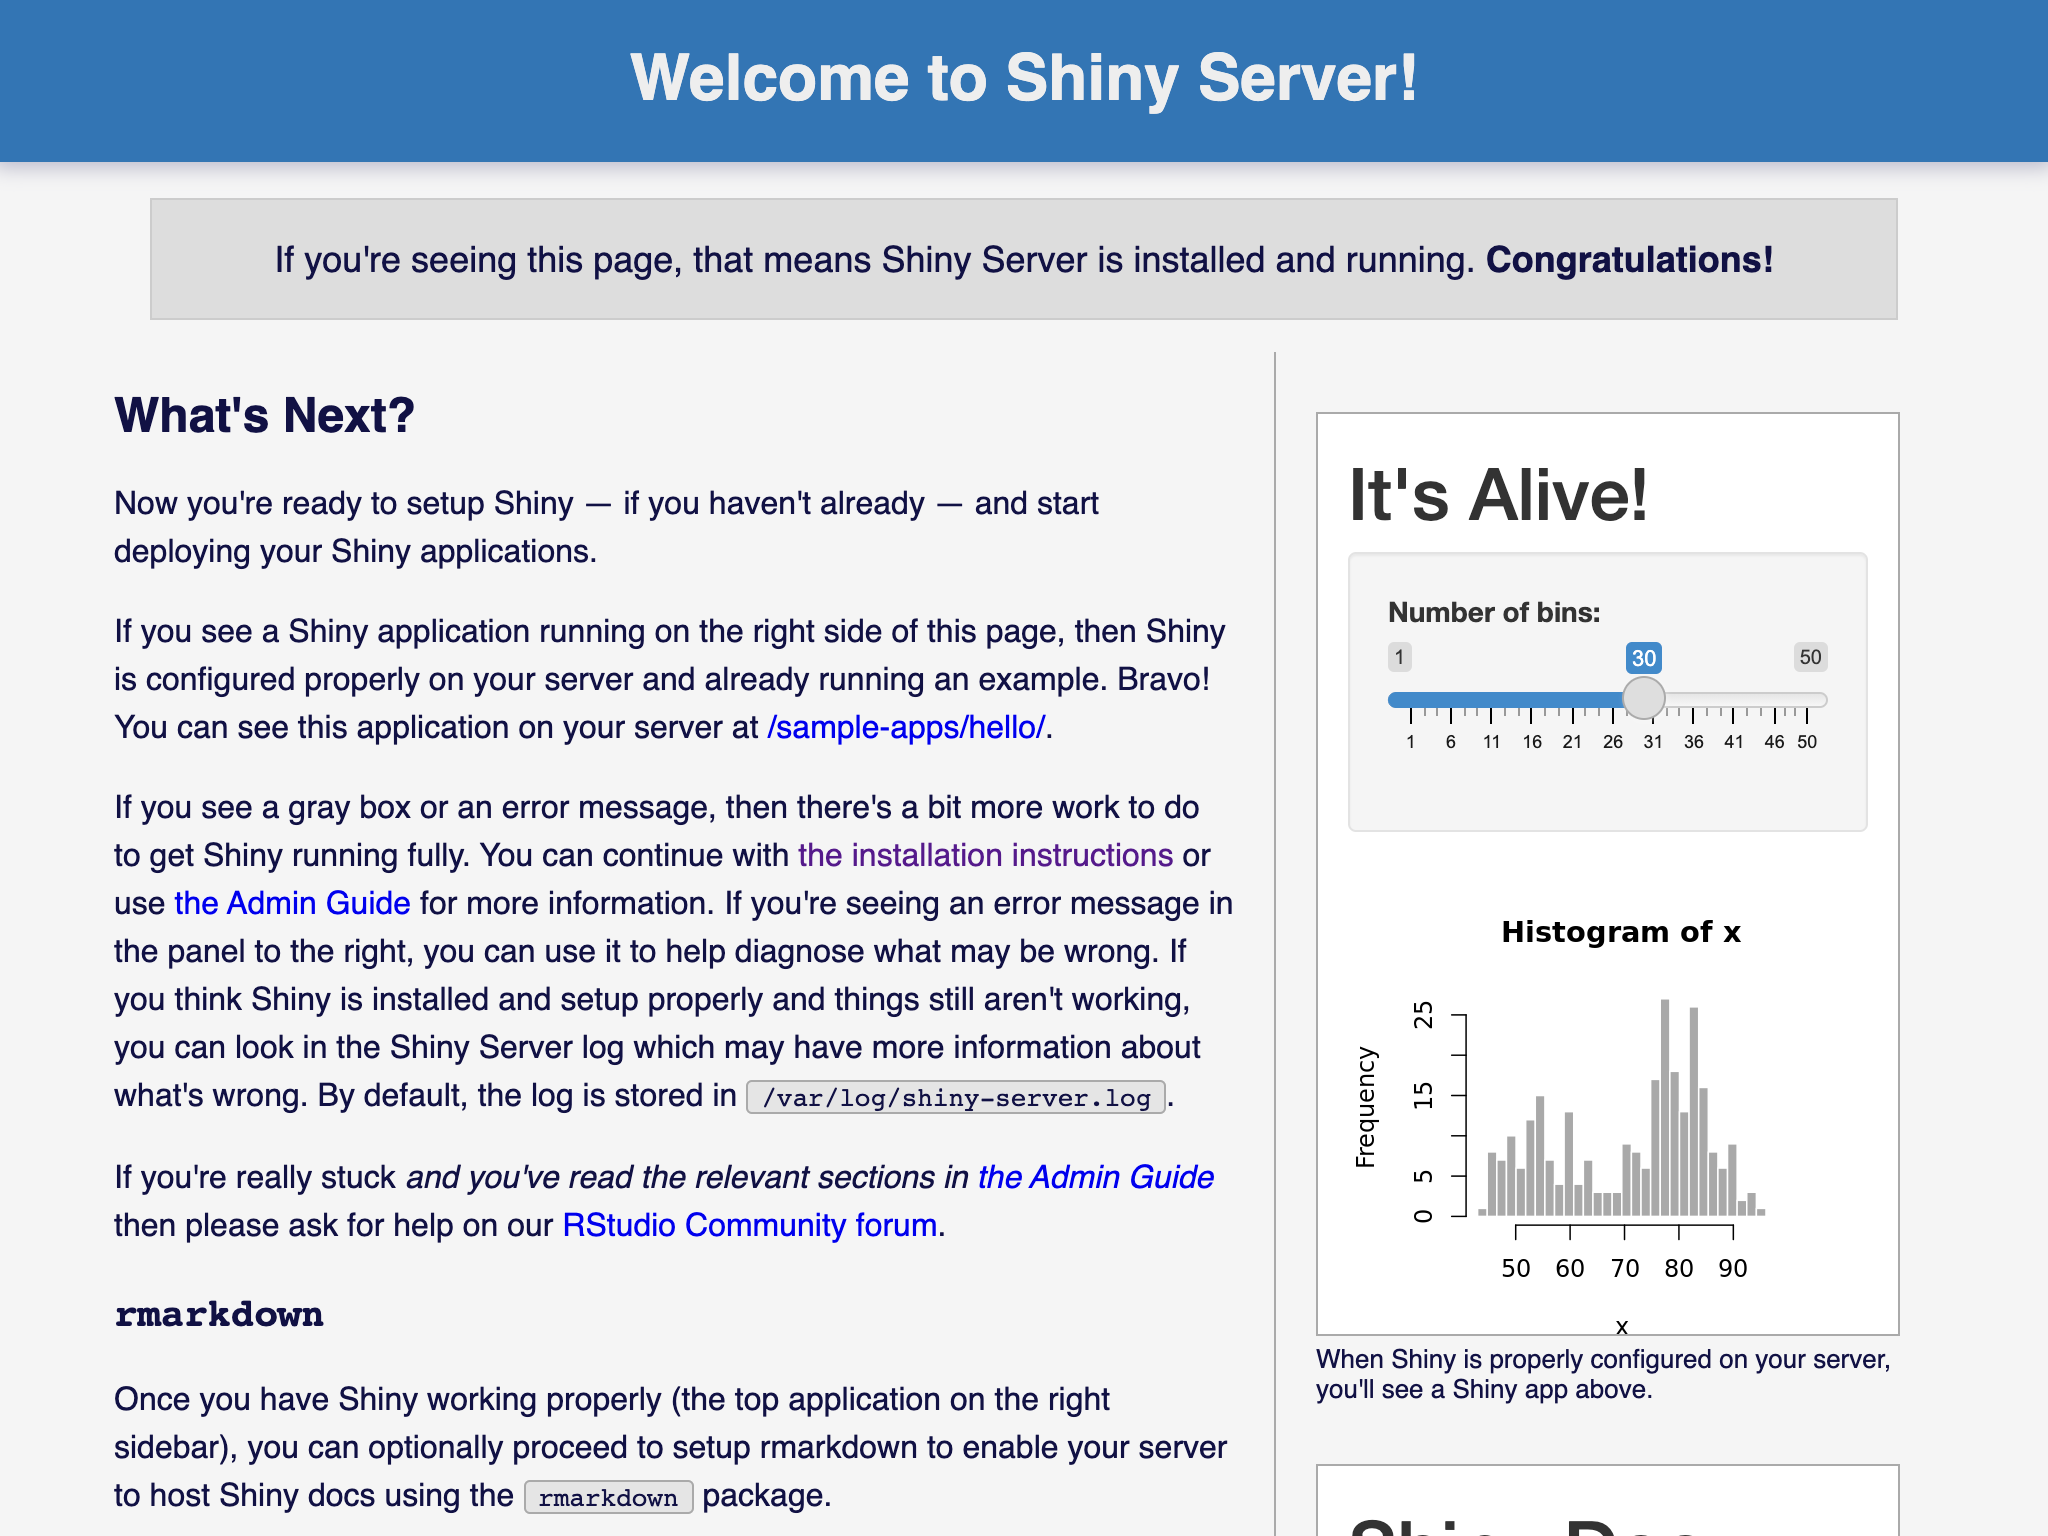 Welcome to Shiny Server!
If you're seeing this page, that means Shiny Server is installed and running. Congratulations!
What's Next?
Now you're ready to setup Shiny — if you haven't already — and start
deploying your Shiny applications.
If you see a Shiny application running on the right side of this page, then Shiny
is configured properly on your server and already running an example. Bravo!
You can see this application on your server at /sample-apps/hello/.
If you see a gray box or an error message, then there's a bit more work to do
to get Shiny running fully. You can continue with the installation instructions or
use the Admin Guide for more information. If you're seeing an error message in
the panel to the right, you can use it to help diagnose what may be wrong. If
you think Shiny is installed and setup properly and things still aren't working,
you can look in the Shiny Server log which may have more information about
what's wrong. By default, the log is stored in /var/log/shiny-server.log.
If you're really stuck and you've read the relevant sections in the Admin Guide
then please ask for help on our RStudio Community forum.
rmarkdown
Once you have Shiny working properly (the top application on the right
sidebar), you can optionally proceed to setup rmarkdown to enable your server
to host Shiny docs using the rmarkdown package.
It's Alive!
Number of bins:
1 30 50
1 6 11 16 21 26 31 36 41 46 50
Histogram of x
Frequency
25
15
5
0
50 60 70 80 90
x
When Shiny is properly configured on your server,
you'll see a Shiny app above.
Shiny Doc